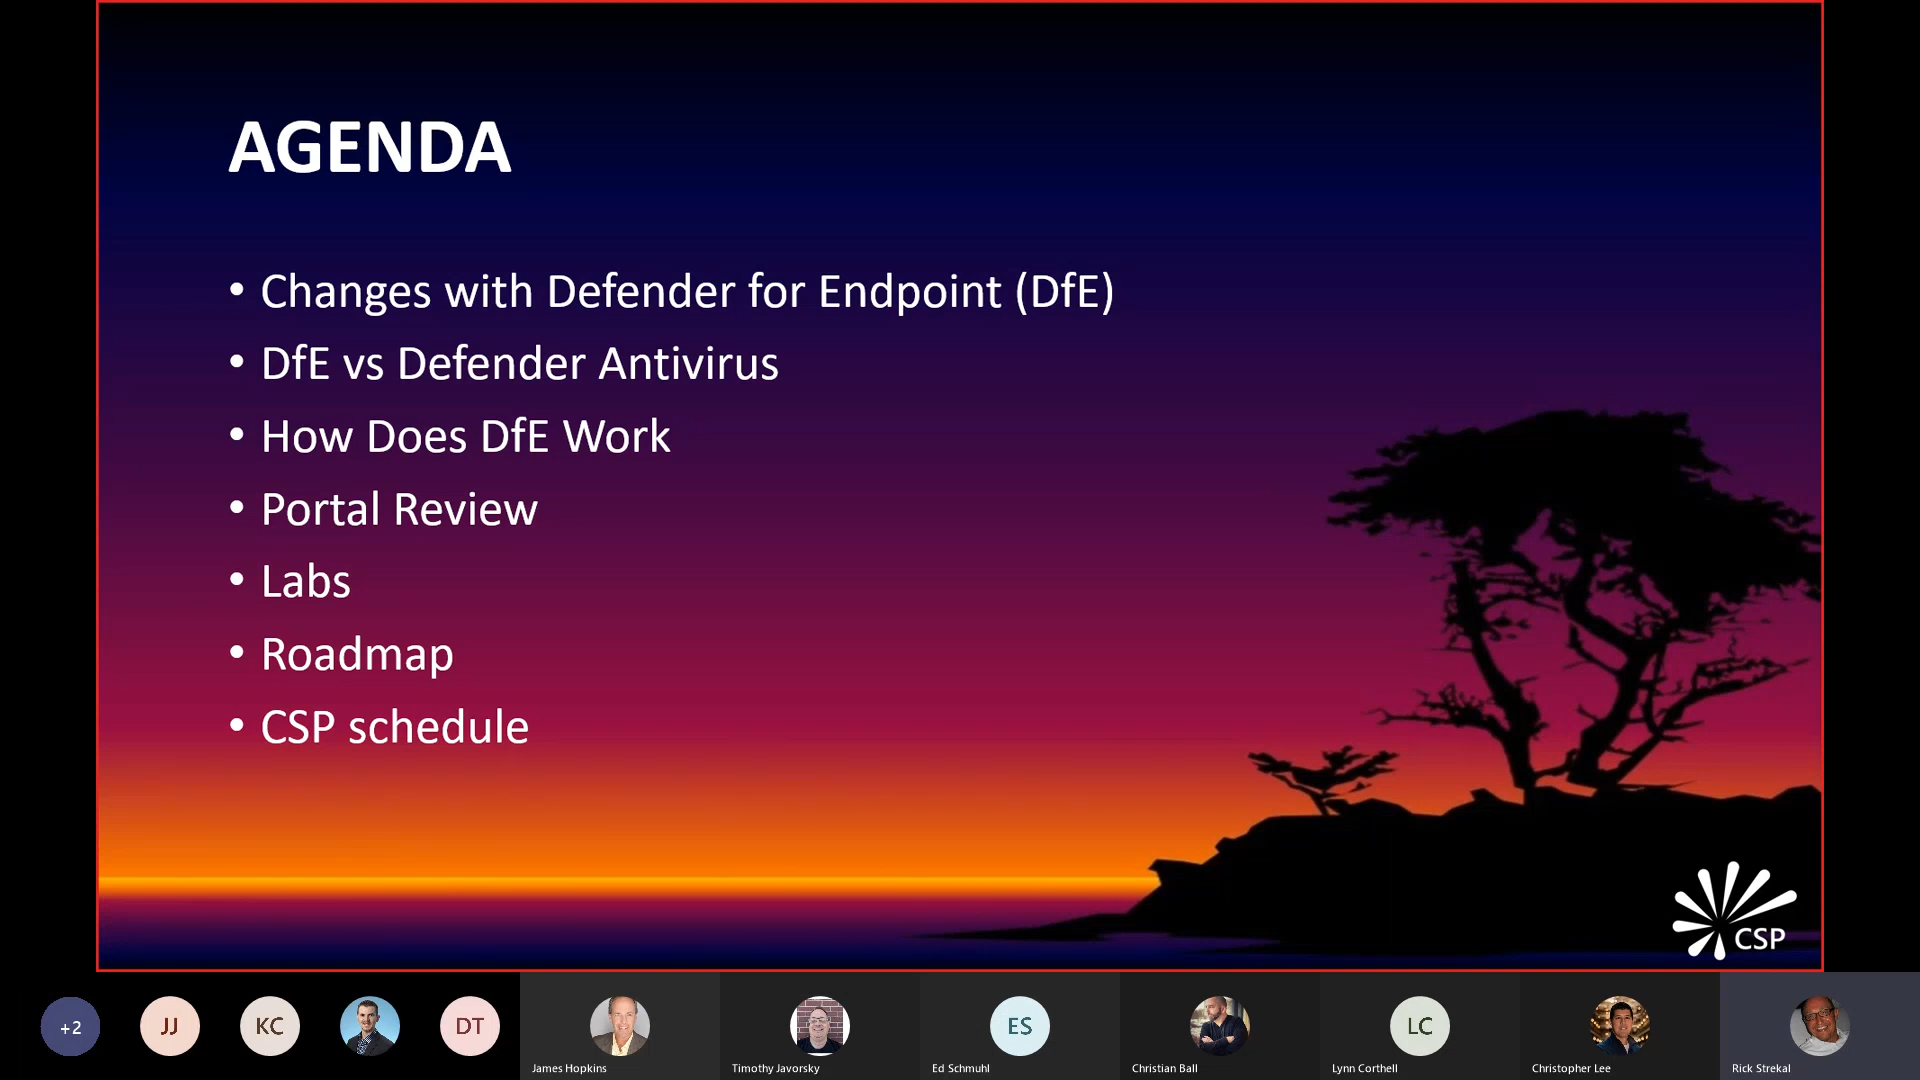 AGENDA
• Changes with Defender for Endpoint (DfE)
• DfE vs Defender Antivirus
• How Does DfE Work
• Portal Review
• Labs
• Roadmap
• CSP schedule
CSP
+2
JJ
KC
DT
James Hopkins
Timothy Javorsky
ES
Ed Schmuhl
Christian Ball
LC
Lynn Corthell
Christopher Lee
Rick Strekal